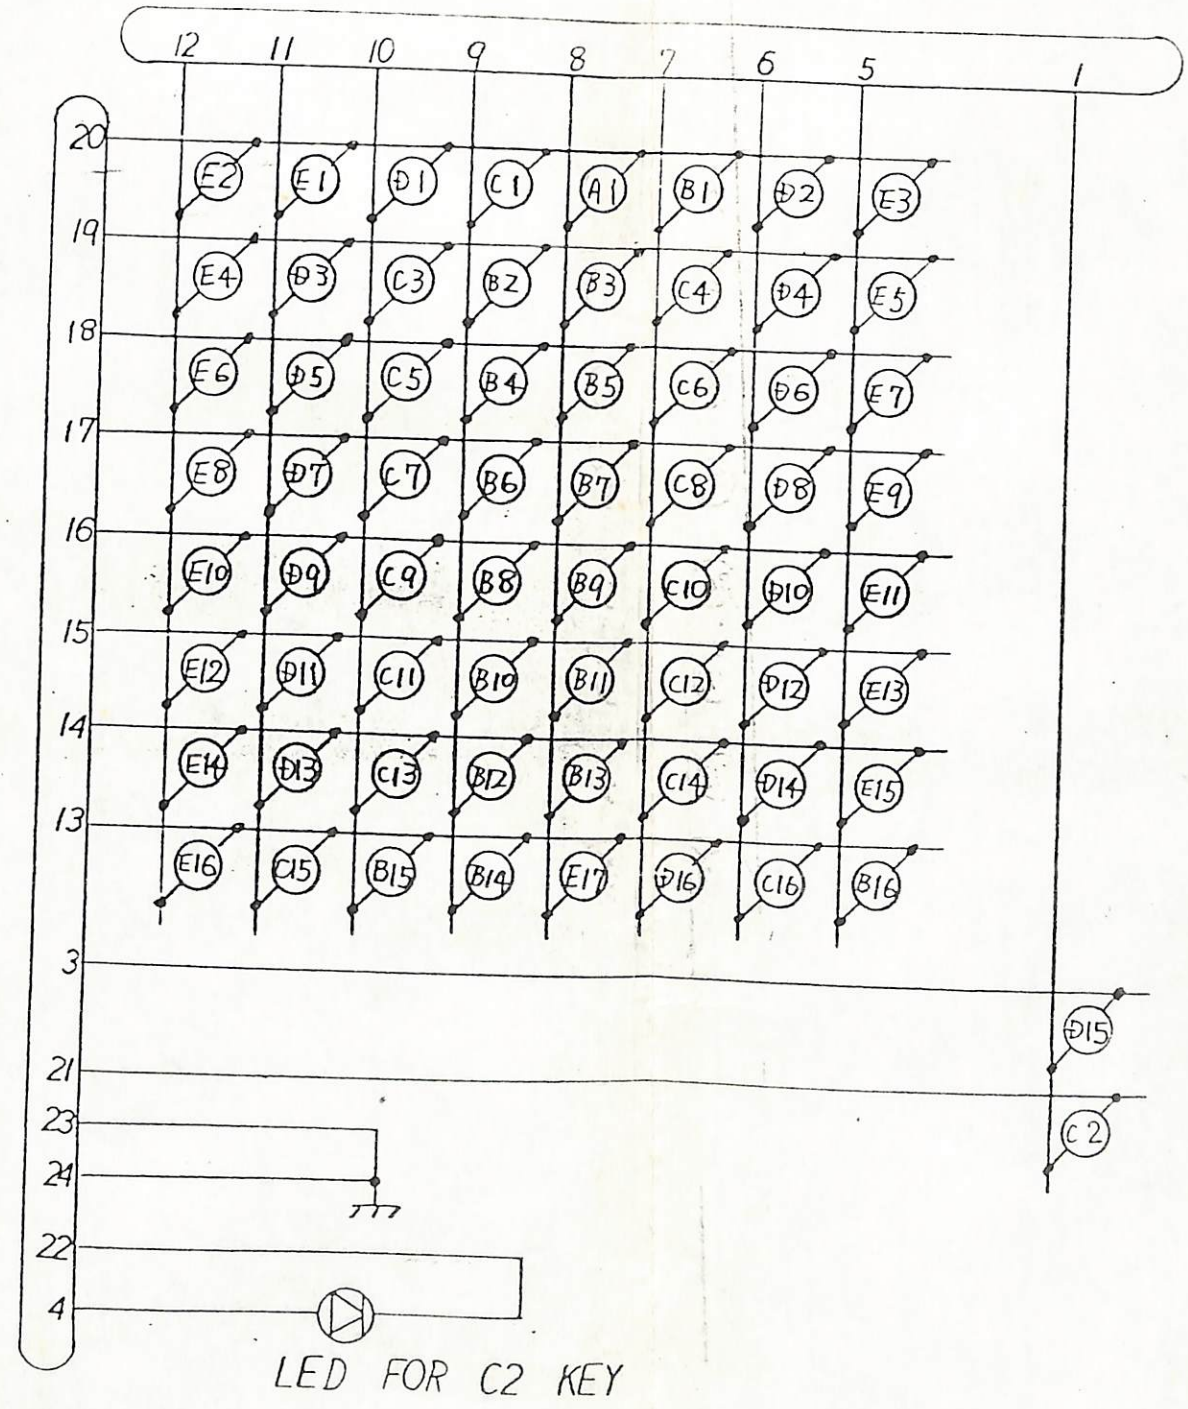 12 11 10 9 8 7 6 5 1
20
E2 E1 D1 C1 A1 B1 D2 E3
19
E4 D3 C3 B2 B3 C4 D4 E5
18
E6 D5 C5 B4 B5 C6 D6 E7
17
E8 D7 C7 B6 B7 C8 D8 E9
16
E10 D9 C9 B8 B9 C10 D10 E11
15
E12 D11 C11 B10 B11 C12 D12 E13
14
E14 D13 C13 B12 B13 C14 D14 E15
13
E16 C15 B15 B14 E17 D16 C16 B16
3
D15
21
C2
23
24
22
4
LED FOR C2 KEY